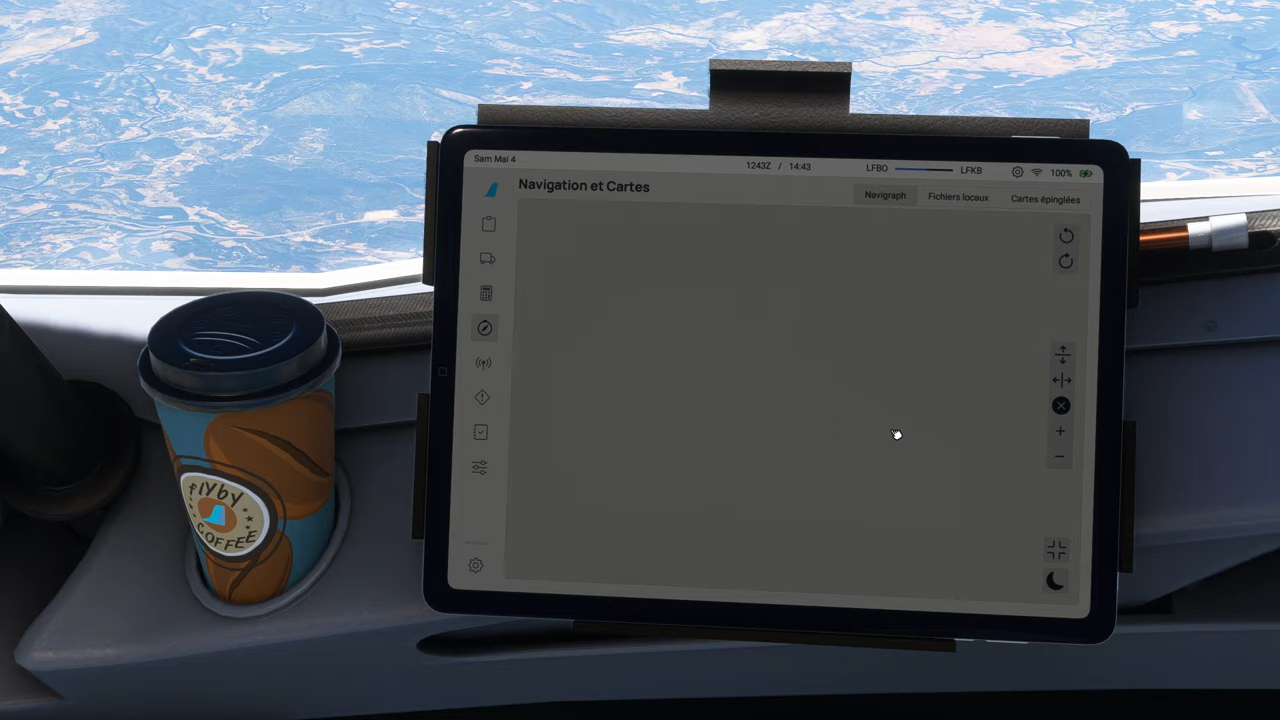 Sam Mai 4
1243Z / 14:43
LFBO
LFKB
100%
Navigation et Cartes
Navigraph
Fichiers locaux
Cartes épinglées
flyby
COFFEE